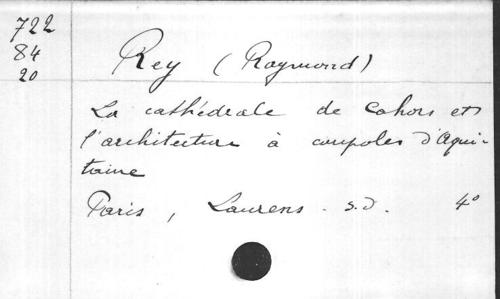 722
84
20
Rey (Raymond)
La cathédrale de Cahors et
l'architecture à coupoles d'Aqui-
taine
Paris, Laurens. s.d. 4°